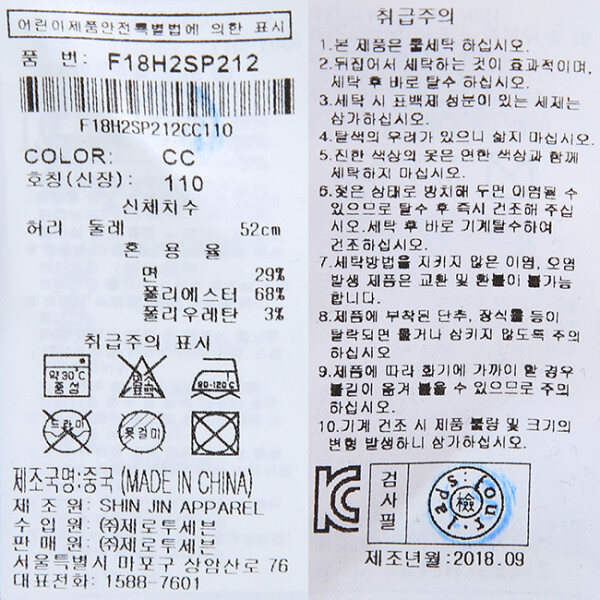 어린이제품안전특별법에 의한 표시
품 번: F18H2SP212
F18H2SP212CC110
COLOR: CC
호칭(신장): 110
신체치수
허리 둘레 52cm
혼 용 율
면 29%
폴리에스터 68%
폴리우레탄 3%
취급주의 표시
약30°C
중성
염소
표백
80-120°C
드라이
옷걸이
제조국명:중국 (MADE IN CHINA)
제 조 원: SHIN JIN APPAREL
수 입 원: ㈜제로투세븐
판 매 원: ㈜제로투세븐
서울특별시 마포구 상암산로 76
대표전화: 1588-7601
취급주의
1.본 제품은 물세탁 하십시오.
2.뒤집어서 세탁하는 것이 효과적이며,
세탁 후 바로 탈수 하십시오.
3.세탁 시 표백제 성분이 있는 세제는
삼가하십시오.
4.탈색의 우려가 있으니 삶지 마십시오.
5.진한 색상의 옷은 연한 색상과 함께
세탁하지 마십시오.
6.젖은 상태로 방치해 두면 이염될 수
있으므로 탈수 후 즉시 건조해 주십
시오.세탁 후 바로 기계탈수하여
건조하십시오.
7.세탁방법을 지키지 않은 이염, 오염
발생 제품은 교환 및 환불이 불가능
합니다.
8.제품에 부착된 단추, 장식물 등이
탈락되면 물거나 삼키지 않도록 주의
하십시오.
9.제품에 따라 화기에 가까이 할 경우
불길이 옮겨 붙을 수 있으므로 주의
하십시오.
10.기계 건조 시 제품 불량 및 크기의
변형 발생하니 삼가하십시오.
검사필
檢
제조년월:2018.09